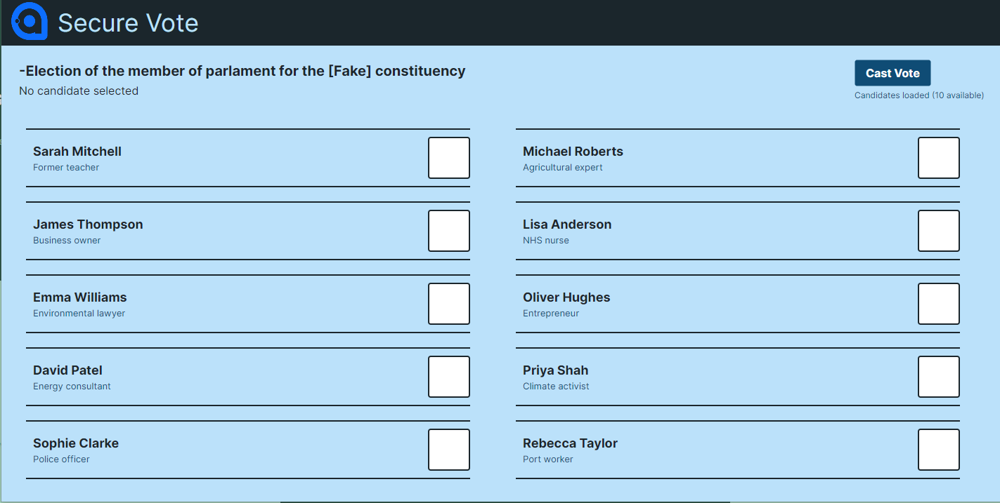 Secure Vote
-Election of the member of parlament for the [Fake] constituency
No candidate selected
Cast Vote
Candidates loaded (10 available)
Sarah Mitchell
Former teacher
Michael Roberts
Agricultural expert
James Thompson
Business owner
Lisa Anderson
NHS nurse
Emma Williams
Environmental lawyer
Oliver Hughes
Entrepreneur
David Patel
Energy consultant
Priya Shah
Climate activist
Sophie Clarke
Police officer
Rebecca Taylor
Port worker